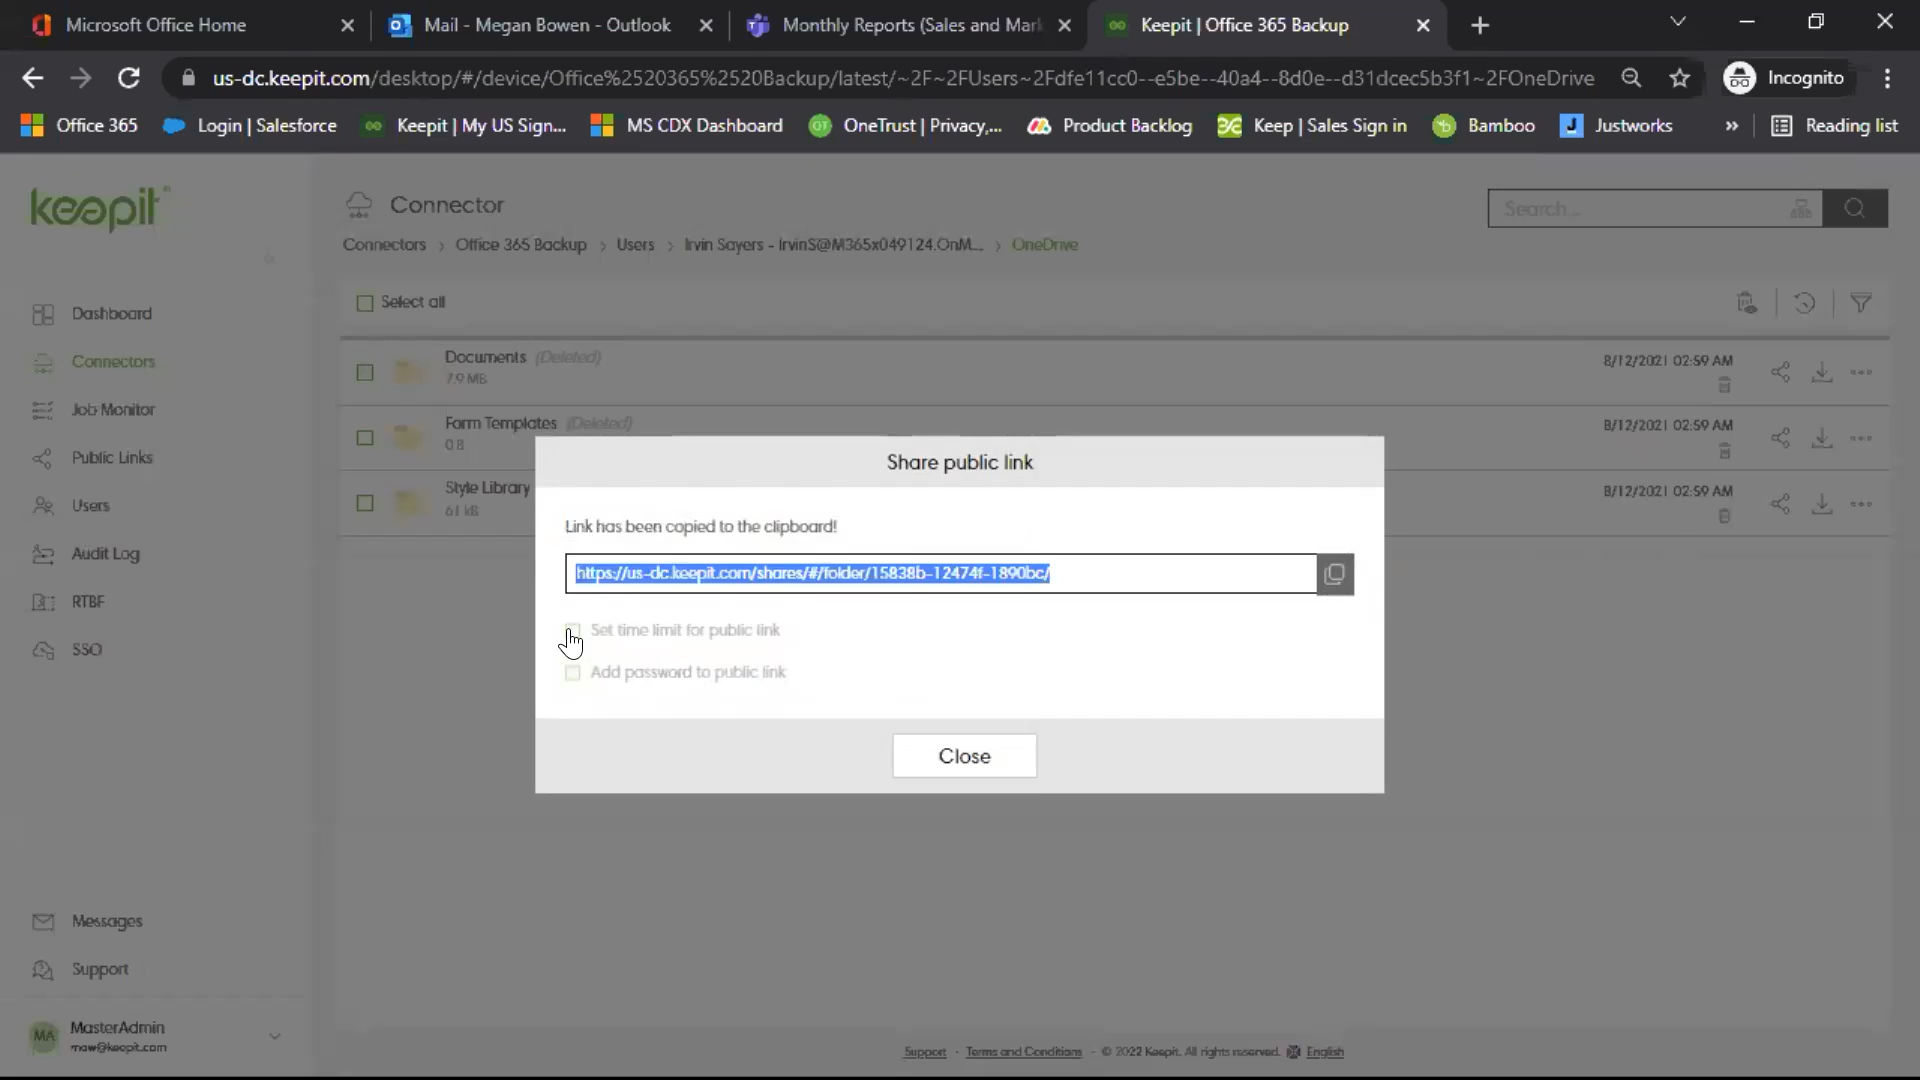 Microsoft Office Home
Mail - Megan Bowen - Outlook
Monthly Reports (Sales and Mark
Keepit | Office 365 Backup
us-dc.keepit.com/desktop/#/device/Office%2520365%2520Backup/latest/~2F~2FUsers~2Fdfe11cc0--e5be--40a4--8d0e--d31dcec5b3f1~2FOneDrive
Incognito
Office 365
Login | Salesforce
Keepit | My US Sign...
MS CDX Dashboard
OneTrust | Privacy,...
Product Backlog
Keep | Sales Sign in
Bamboo
Justworks
»
Reading list
keepit
Connector
Search...
Connectors > Office 365 Backup > Users > Irvin Sayers - IrvinS@M365x049124.OnM... > OneDrive
Select all
Dashboard
Connectors
Job Monitor
Public Links
Users
Audit Log
RTBF
SSO
Documents (Deleted)
7.9 MB
8/12/2021 02:59 AM
Form Templates (Deleted)
0 B
8/12/2021 02:59 AM
Style Library
61 kB
8/12/2021 02:59 AM
Share public link
Link has been copied to the clipboard!
https://us-dc.keepit.com/shares/#/folder/15838b-12474f-1890bc/
Set time limit for public link
Add password to public link
Close
Messages
Support
MA
MasterAdmin
maw@keepit.com
Support - Terms and Conditions - © 2022 Keepit. All rights reserved. English